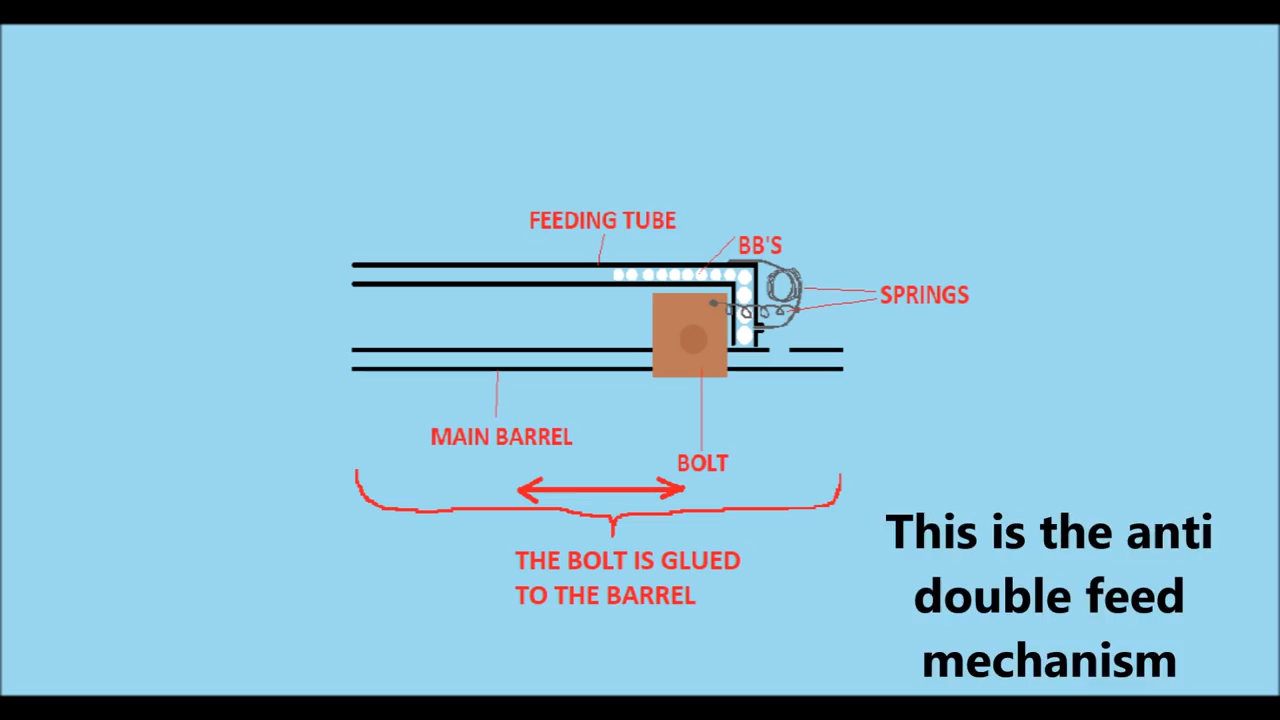 FEEDING TUBE
BB'S
SPRINGS
MAIN BARREL
BOLT
THE BOLT IS GLUED
TO THE BARREL
This is the anti
double feed
mechanism